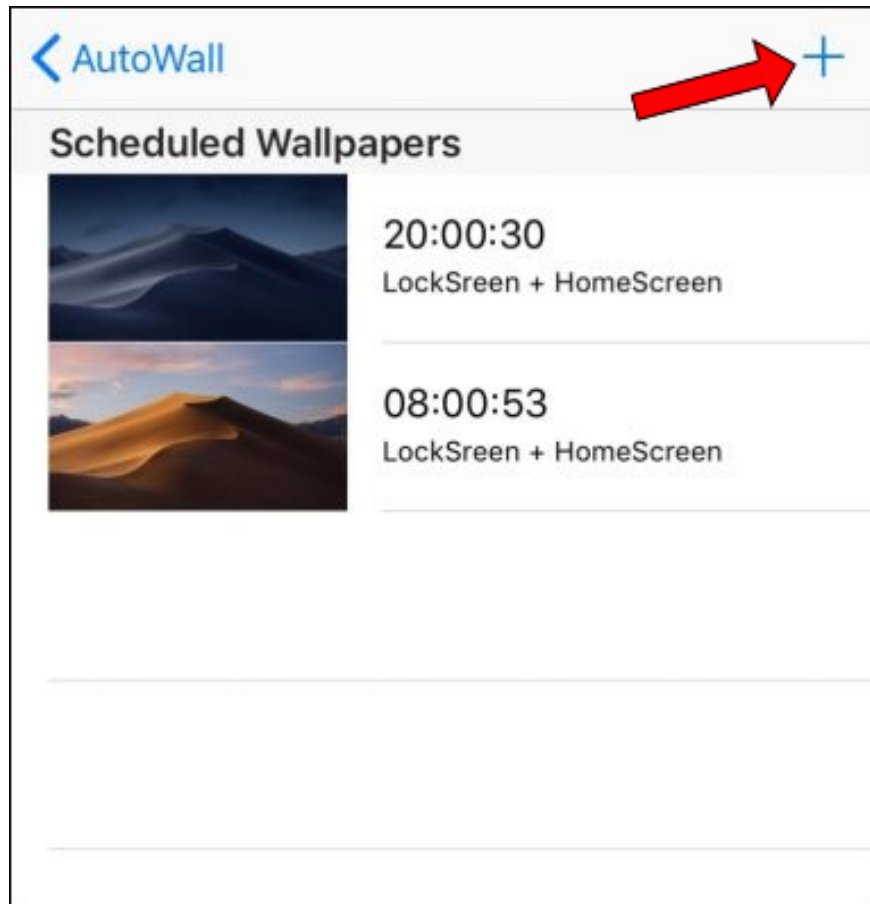 AutoWall
Scheduled Wallpapers
20:00:30
LockSreen + HomeScreen
08:00:53
LockSreen + HomeScreen